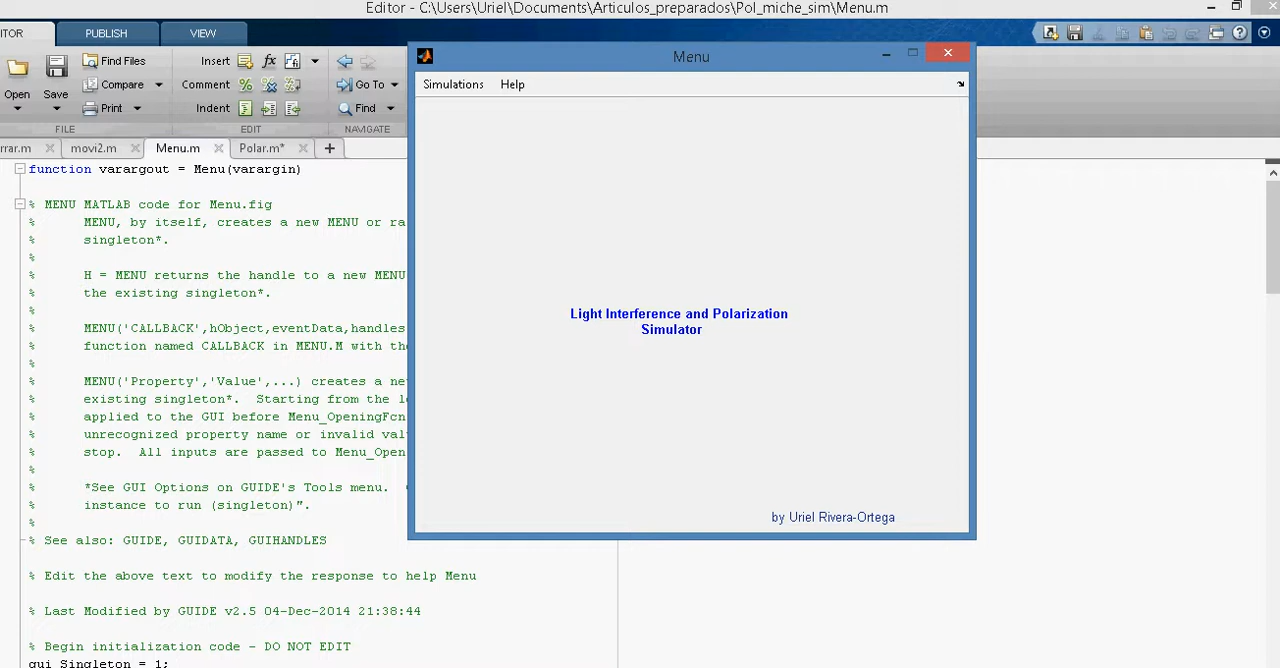 Editor - C:\Users\Uriel\Documents\Articulos_preparados\Pol_miche_sim\Menu.m
TOR
PUBLISH
VIEW
Find Files
Insert
Compare
Comment
Go To
Open
Save
Print
Indent
Find
FILE
EDIT
NAVIGATE
rrar.m
movi2.m
Menu.m
Polar.m*
function varargout = Menu(varargin)
% MENU MATLAB code for Menu.fig
% MENU, by itself, creates a new MENU or ra
% singleton*.
%
% H = MENU returns the handle to a new MENU
% the existing singleton*.
%
% MENU('CALLBACK',hObject,eventData,handles
% function named CALLBACK in MENU.M with the
%
% MENU('Property','Value',...) creates a ne
% existing singleton*. Starting from the l
% applied to the GUI before Menu_OpeningFcn
% unrecognized property name or invalid val
% stop. All inputs are passed to Menu_Open
%
% *See GUI Options on GUIDE's Tools menu.
% instance to run (singleton)".
%
% See also: GUIDE, GUIDATA, GUIHANDLES
% Edit the above text to modify the response to help Menu
% Last Modified by GUIDE v2.5 04-Dec-2014 21:38:44
% Begin initialization code - DO NOT EDIT
gui_Singleton = 1;
Menu
Simulations Help
Light Interference and Polarization
Simulator
by Uriel Rivera-Ortega